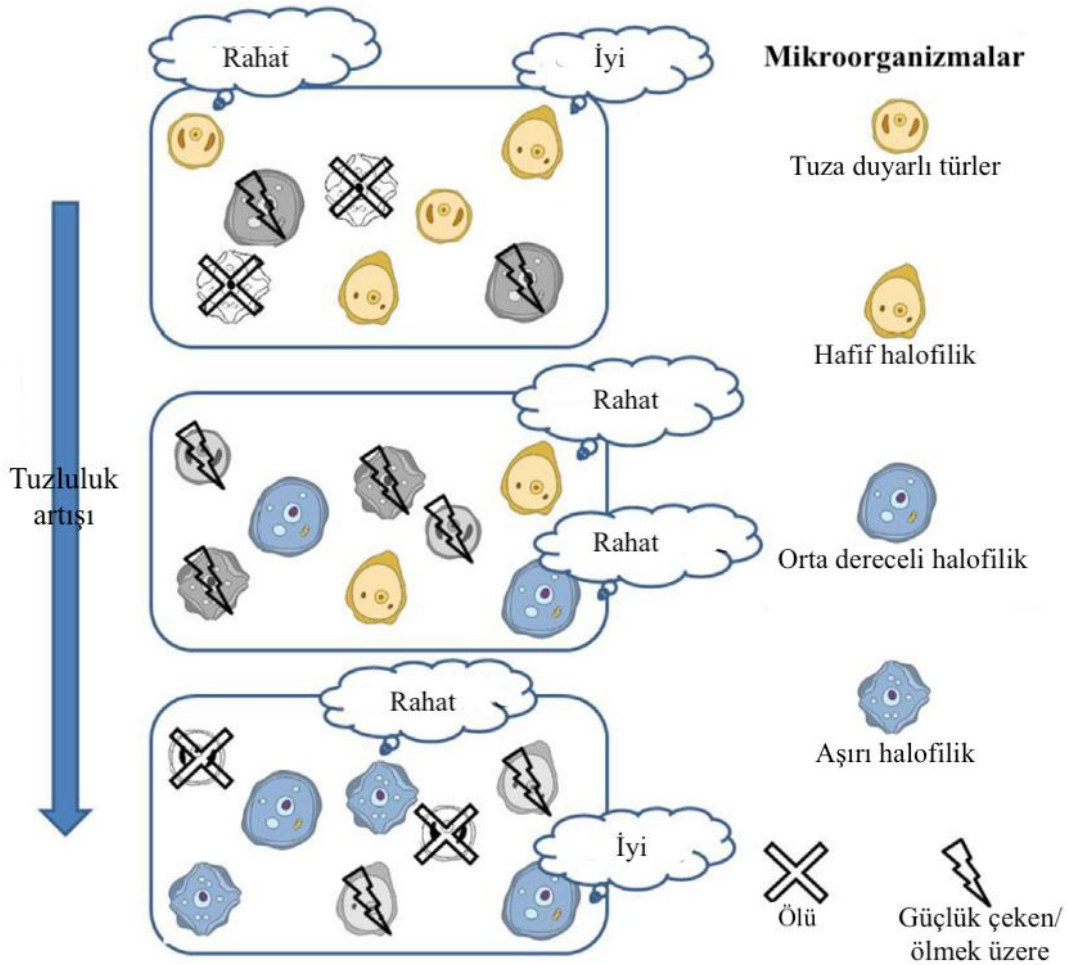 Rahat
İyi
Mikroorganizmalar
Tuza duyarlı türler
Hafif halofilik
Rahat
Tuzluluk
artışı
Rahat
Orta dereceli halofilik
Rahat
Aşırı halofilik
İyi
Ölü
Güçlük çeken/
ölmek üzere